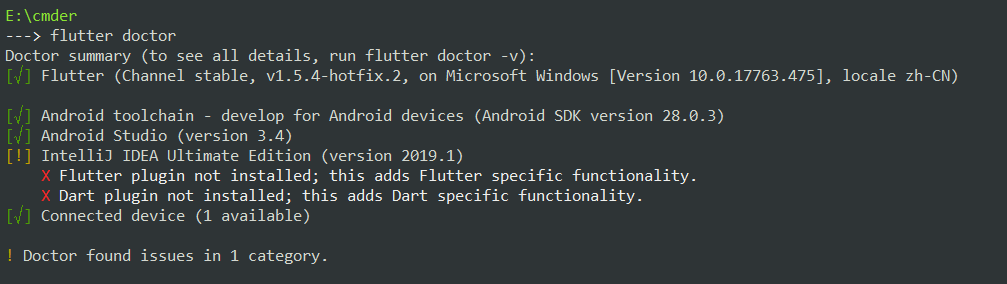 E:\cmder
---> flutter doctor
Doctor summary (to see all details, run flutter doctor -v):
[√] Flutter (Channel stable, v1.5.4-hotfix.2, on Microsoft Windows [Version 10.0.17763.475], locale zh-CN)
[√] Android toolchain - develop for Android devices (Android SDK version 28.0.3)
[√] Android Studio (version 3.4)
[!] IntelliJ IDEA Ultimate Edition (version 2019.1)
X Flutter plugin not installed; this adds Flutter specific functionality.
X Dart plugin not installed; this adds Dart specific functionality.
[√] Connected device (1 available)
! Doctor found issues in 1 category.